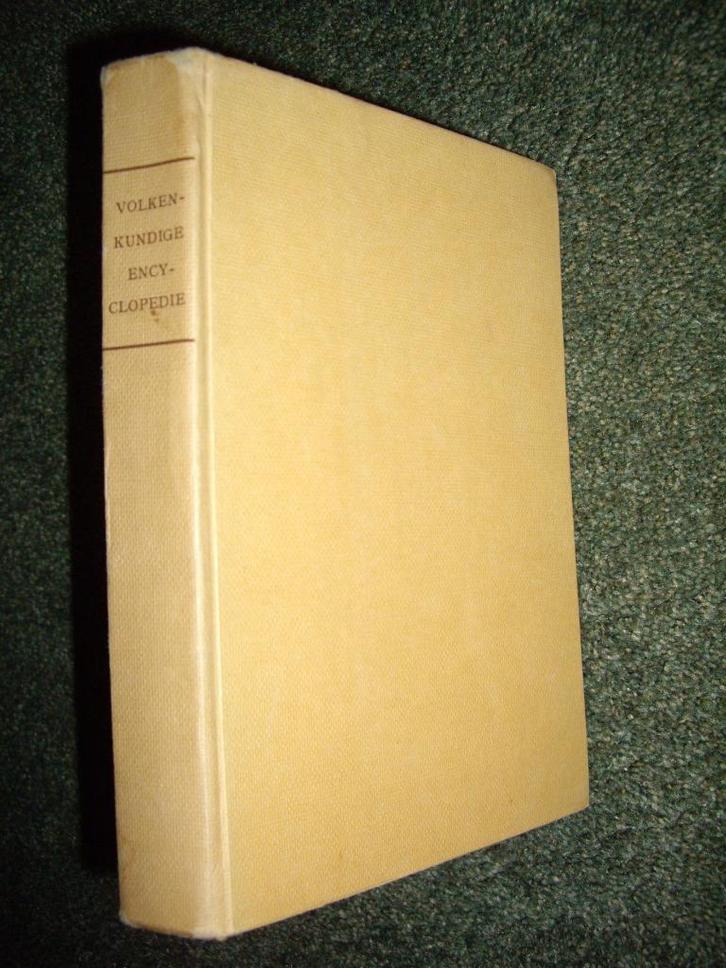 VOLKEN-
KUNDIGE
ENCY-
CLOPEDIE